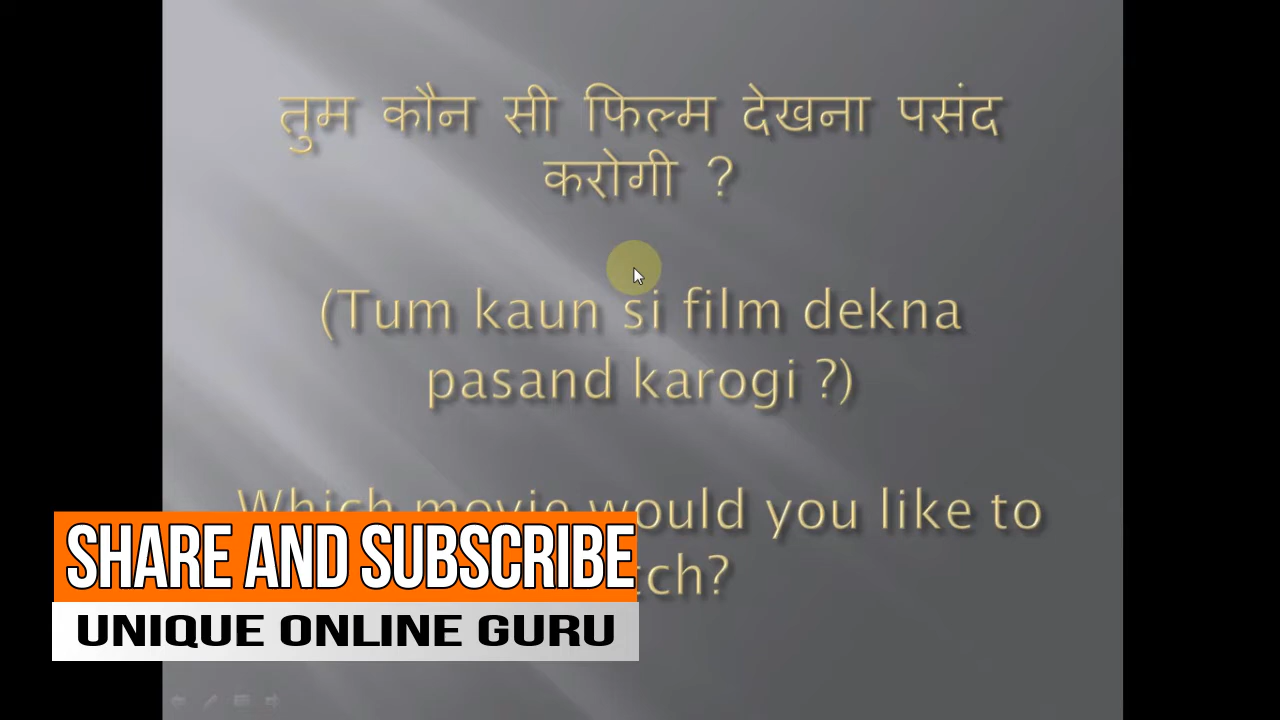 तुम कौन सी फिल्म देखना पसंद
करोगी ?
(Tum kaun si film dekna
pasand karogi ?)
Which movie would you like to
tch?
SHARE AND SUBSCRIBE
UNIQUE ONLINE GURU